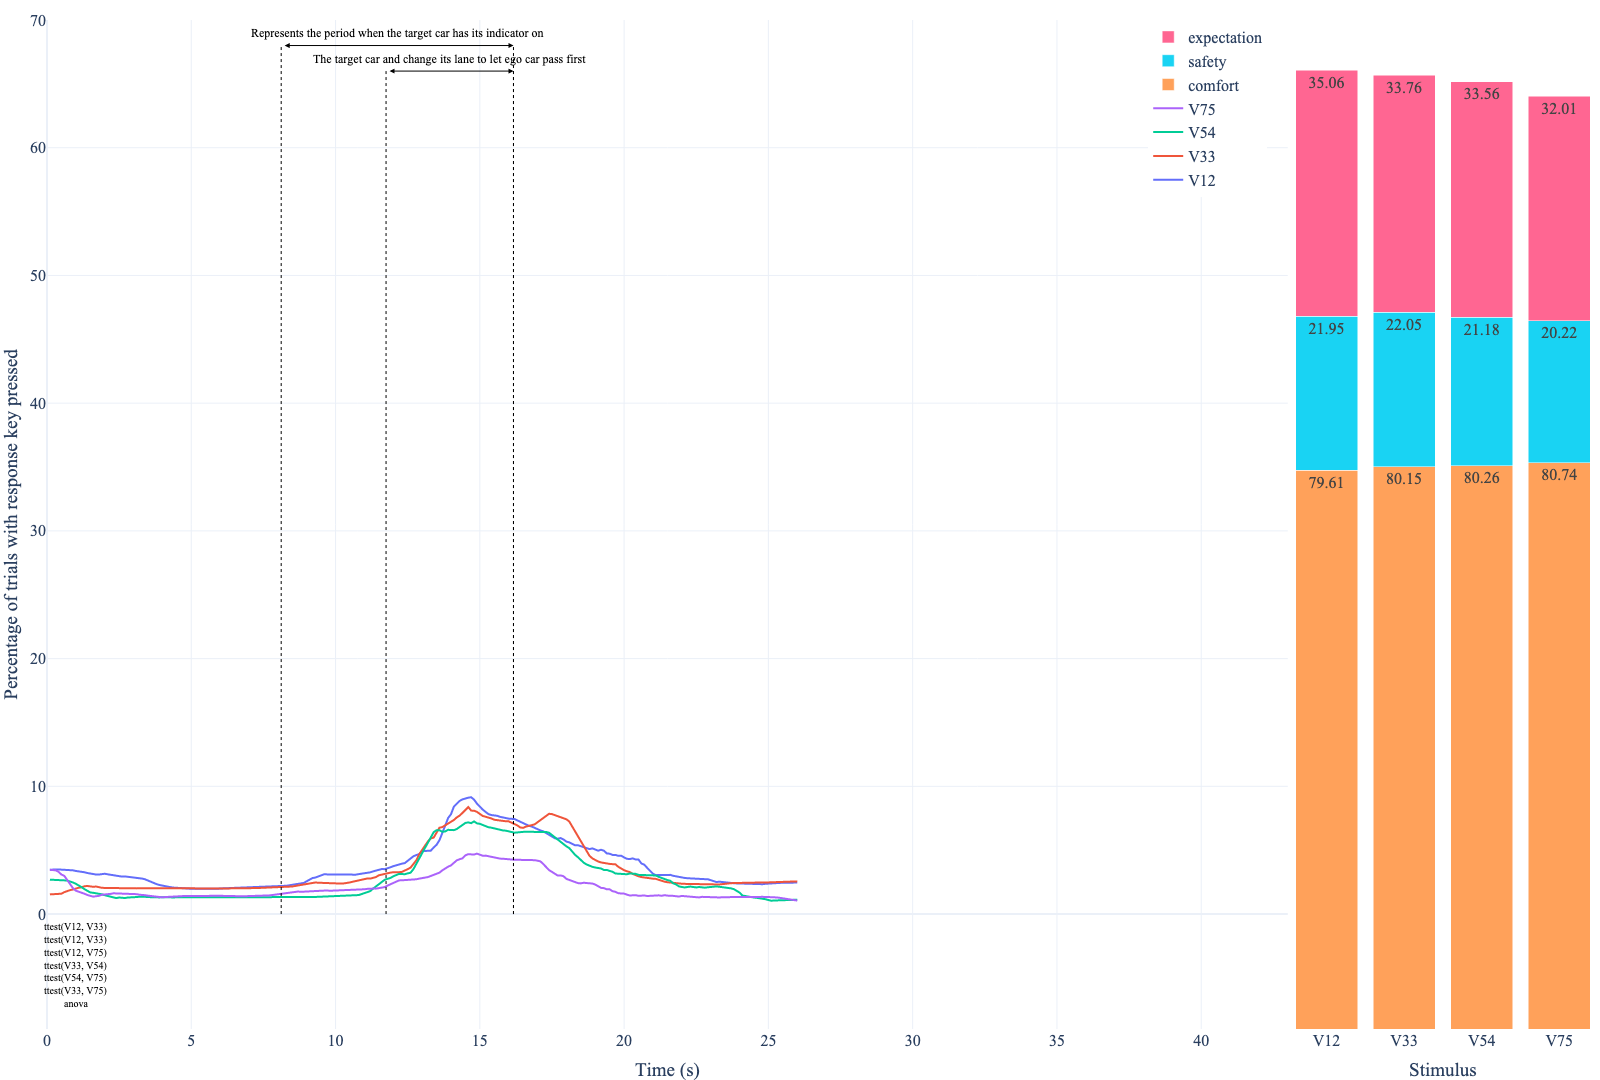 Represents the period when the target car has its indicator on
The target car and change its lane to let ego car pass first
expectation
safety
comfort
V75
V54
V33
V12
70
60
50
40
30
20
10
0
Percentage of trials with response key pressed
ttest(V12, V33)
ttest(V12, V33)
ttest(V12, V75)
ttest(V33, V54)
ttest(V54, V75)
ttest(V33, V75)
anova
0 5 10 15 20 25 30 35 40
Time (s)
35.06 33.76 33.56 32.01
21.95 22.05 21.18 20.22
79.61 80.15 80.26 80.74
V12 V33 V54 V75
Stimulus